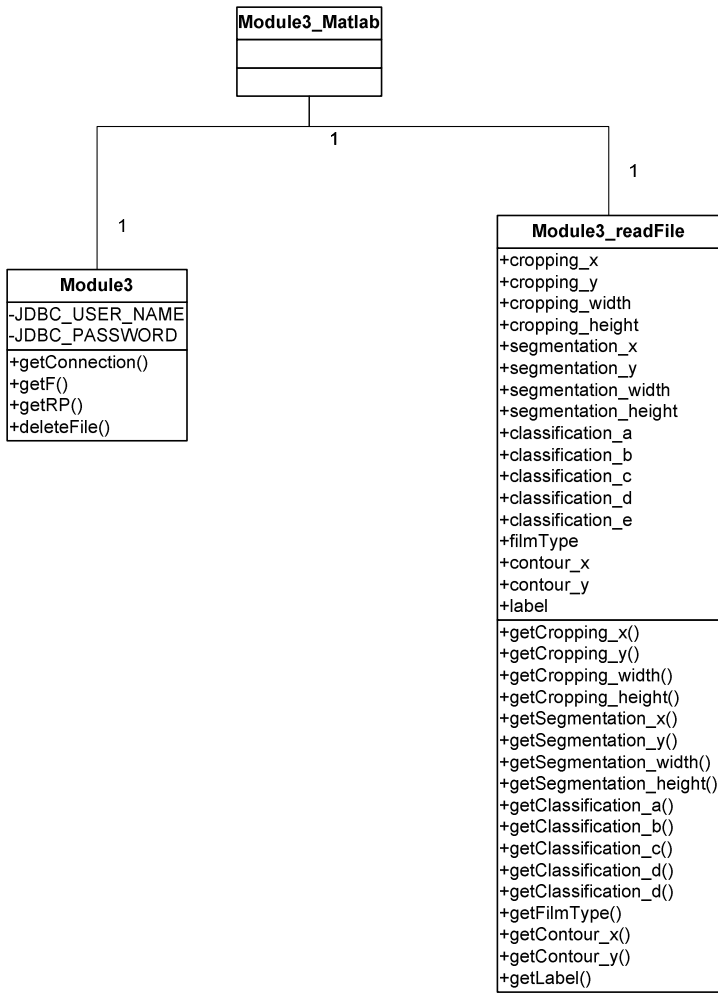 Module3_Matlab
1
1
1
Module3
-JDBC_USER_NAME
-JDBC_PASSWORD
+getConnection()
+getF()
+getRP()
+deleteFile()
Module3_readFile
+cropping_x
+cropping_y
+cropping_width
+cropping_height
+segmentation_x
+segmentation_y
+segmentation_width
+segmentation_height
+classification_a
+classification_b
+classification_c
+classification_d
+classification_e
+filmType
+contour_x
+contour_y
+label
+getCropping_x()
+getCropping_y()
+getCropping_width()
+getCropping_height()
+getSegmentation_x()
+getSegmentation_y()
+getSegmentation_width()
+getSegmentation_height()
+getClassification_a()
+getClassification_b()
+getClassification_c()
+getClassification_d()
+getClassification_d()
+getFilmType()
+getContour_x()
+getContour_y()
+getLabel()